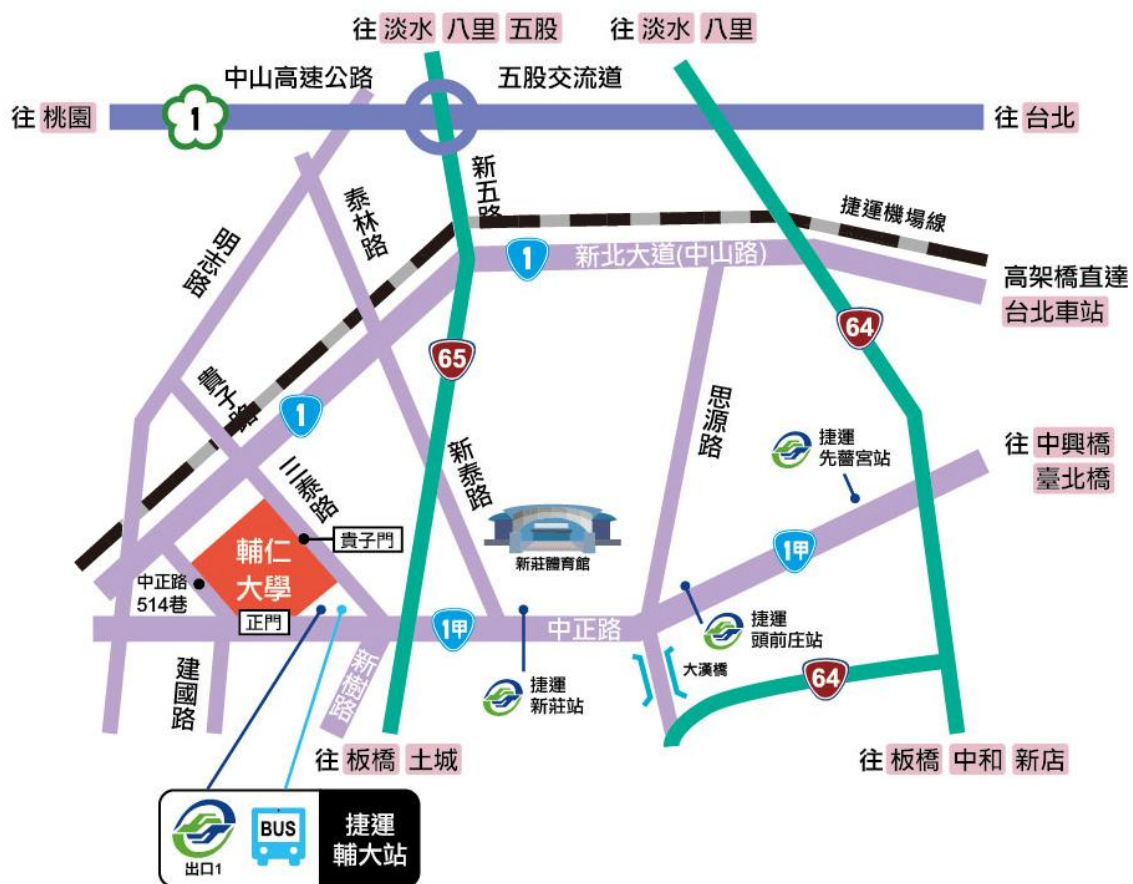 往 淡水 八里 五股
往 淡水 八里
中山高速公路
五股交流道
往 桃園
1
往 台北
新五路
泰林路
捷運機場線
明志路
1
新北大道(中山路)
高架橋直達
台北車站
64
65
貴子路
思源路
1
捷運
先嗇宮站
往 中興橋
臺北橋
新泰路
三泰路
貴子門
輔仁
大學
新莊體育館
1甲
中正路
514巷
正門
1甲
中正路
捷運
頭前庄站
建國路
新樹路
捷運
新莊站
大漢橋
64
往 板橋 土城
往 板橋 中和 新店
BUS
出口1
捷運
輔大站